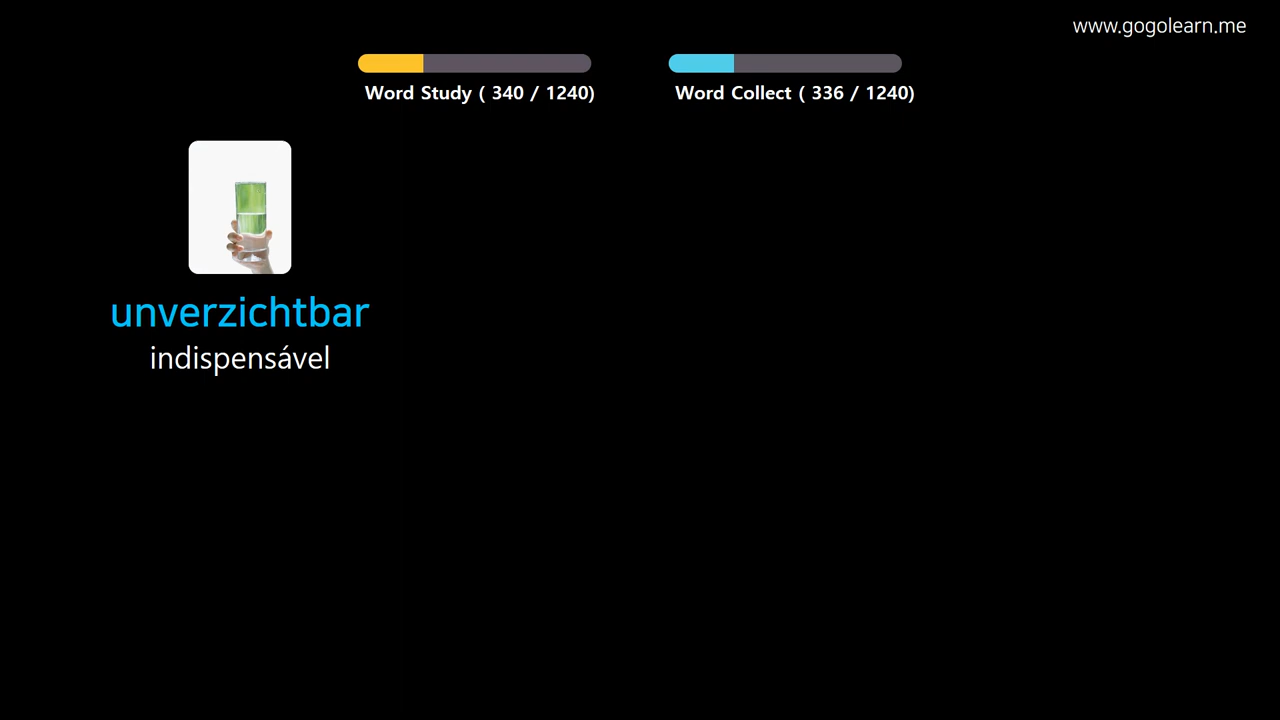 www.gogolearn.me
Word Study ( 340 / 1240)
Word Collect ( 336 / 1240)
unverzichtbar
indispensável